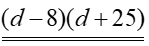 (d – 8)(d + 25)